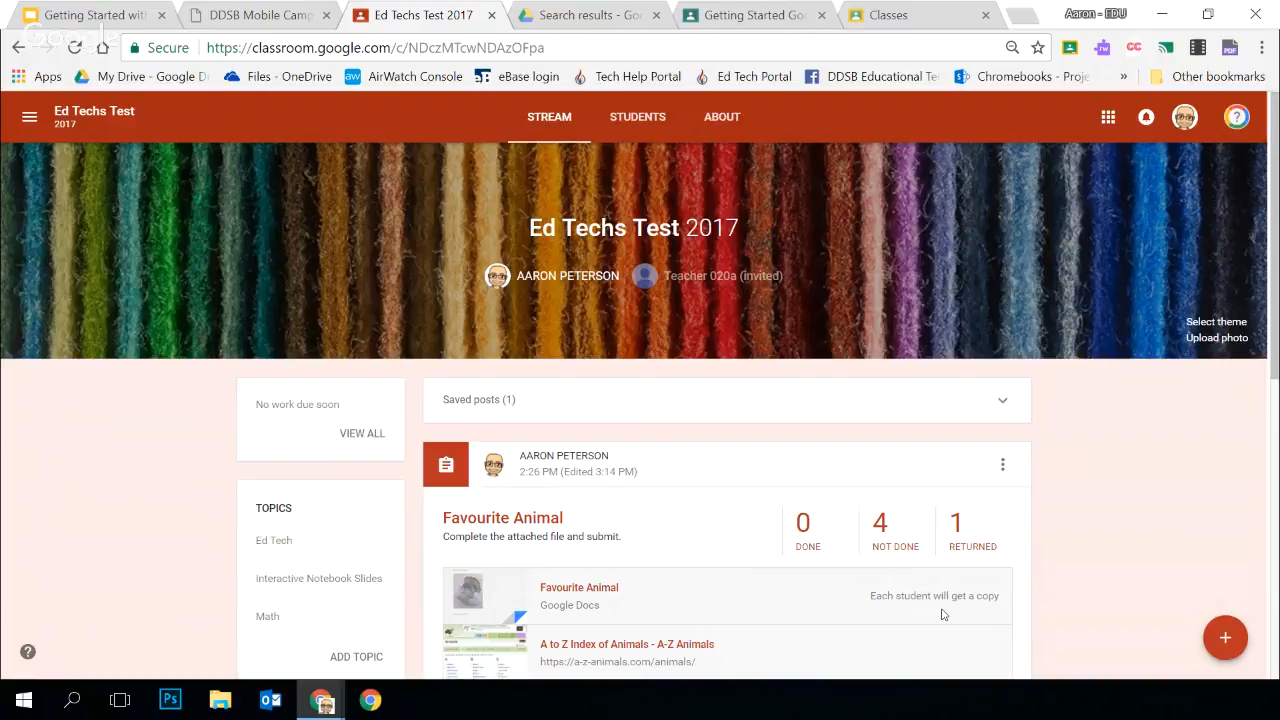 Getting Started with
DDSB Mobile Camp
Ed Techs Test 2017
Search results - Goo
Getting Started Goo
Classes
Aaron - EDU
Secure
https://classroom.google.com/c/NDczMTcwNDAzOFpa
Apps
My Drive - Google Dr
Files - OneDrive
AirWatch Console
eBase login
Tech Help Portal
Ed Tech Portal
DDSB Educational Te
Chromebooks - Proje
»
Other bookmarks
Ed Techs Test
2017
STREAM
STUDENTS
ABOUT
Ed Techs Test 2017
AARON PETERSON
Teacher 020a (invited)
Select theme
Upload photo
No work due soon
VIEW ALL
Saved posts (1)
AARON PETERSON
2:26 PM (Edited 3:14 PM)
TOPICS
Ed Tech
Interactive Notebook Slides
Math
ADD TOPIC
Favourite Animal
Complete the attached file and submit.
0
DONE
4
NOT DONE
1
RETURNED
Favourite Animal
Google Docs
Each student will get a copy
A to Z Index of Animals - A-Z Animals
https://a-z-animals.com/animals/